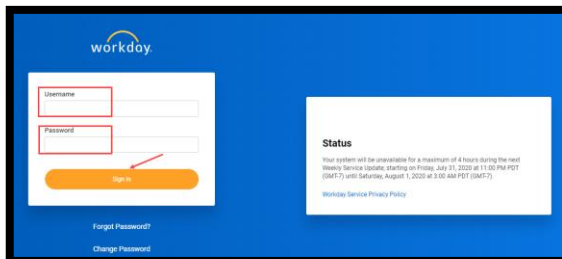 workday.
Username
Password
Sign In
Forgot Password?
Change Password
Status
Your system will be unavailable for a maximum of 4 hours during the next
Weekly Service Update; starting on Friday, July 31, 2020 at 11:00 PM PDT
(GMT-7) until Saturday, August 1, 2020 at 3:00 AM PDT (GMT-7).
Workday Service Privacy Policy